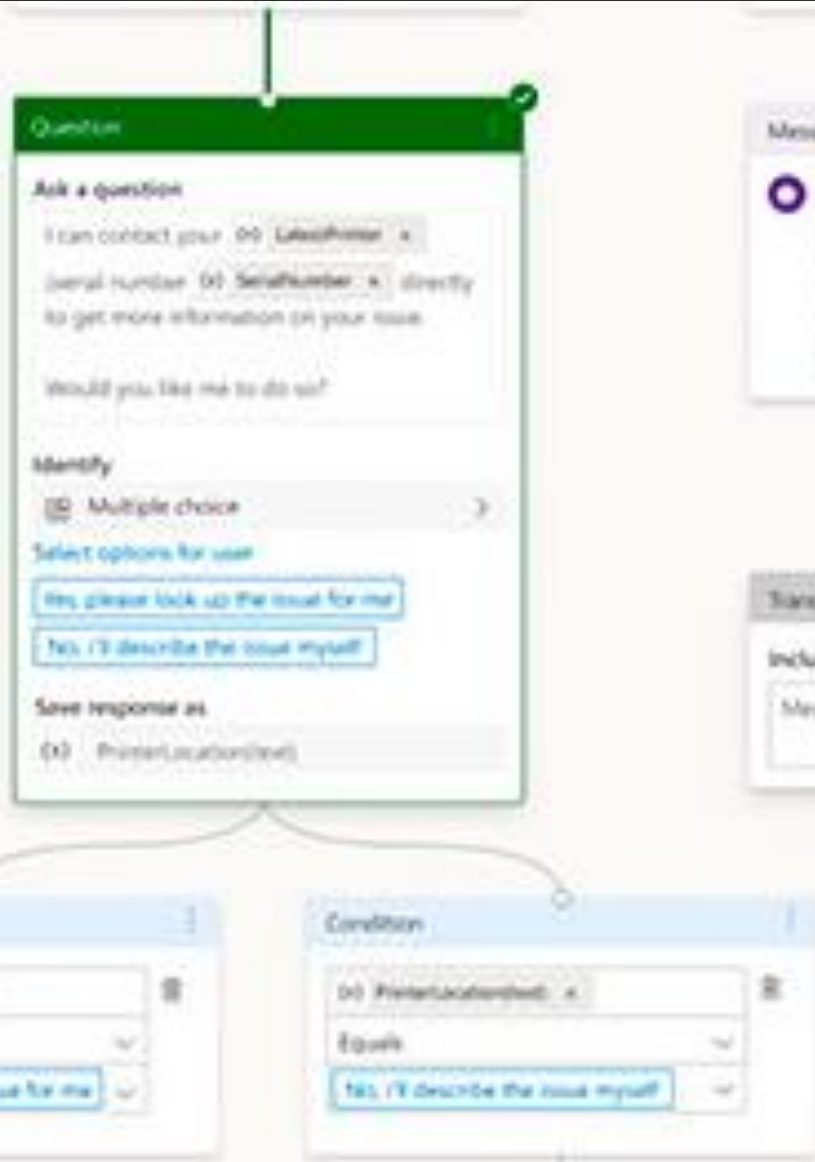 Question
Ask a question
I can contact your (x) LatestPrinter ×
(serial number (x) SerialNumber × directly
to get more information on your issue.
Would you like me to do so?
Identify
Multiple choice
Select options for user
Yes, please look up the issue for me
No, I'll describe the issue myself
Save response as
{x} PrinterLocation(text)
Condition
(x) PrinterLocation(text) ×
Equals
for me
No, I'll describe the issue myself